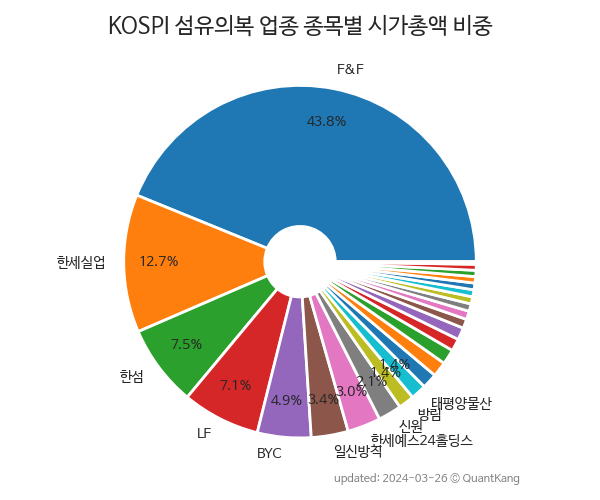 KOSPI 섬유의복 업종 종목별 시가총액 비중
F&F
43.8%
한세실업
12.7%
한섬
7.5%
LF
7.1%
BYC
4.9%
일신방직
3.4%
한세예스24홀딩스
3.0%
신원
2.1%
방림
1.4%
태평양물산
1.4%
updated: 2024-03-26 © QuantKang